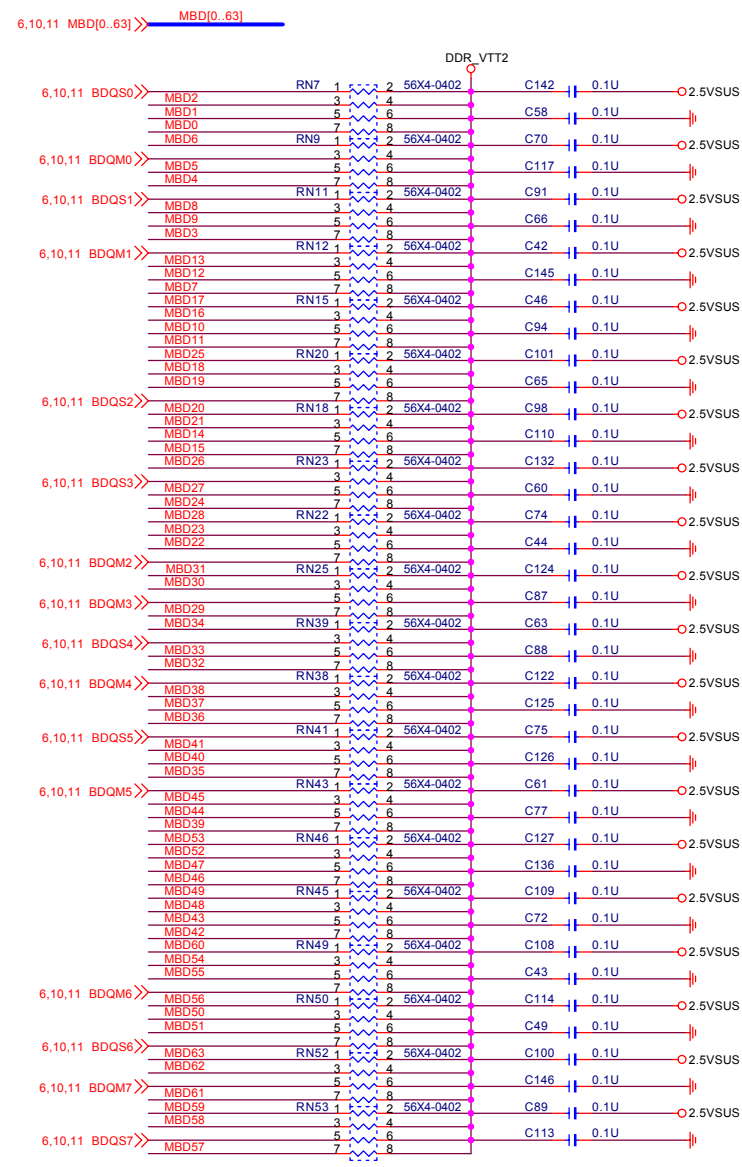 MBD[0..63]
6,10,11 MBD[0..63]
DDR_VTT2
6,10,11 BDQS0 RN7 1 2 56X4-0402 C142 0.1U 2.5VSUS
MBD2 3 4
MBD1 5 6 C58 0.1U
MBD0 7 8
MBD6 RN9 1 2 56X4-0402 C70 0.1U 2.5VSUS
6,10,11 BDQM0 3 4
MBD5 5 6 C117 0.1U
MBD4 7 8
6,10,11 BDQS1 RN11 1 2 56X4-0402 C91 0.1U 2.5VSUS
MBD8 3 4
MBD9 5 6 C66 0.1U
MBD3 7 8
6,10,11 BDQM1 RN12 1 2 56X4-0402 C42 0.1U 2.5VSUS
MBD13 3 4
MBD12 5 6 C145 0.1U
MBD7 7 8
MBD17 RN15 1 2 56X4-0402 C46 0.1U 2.5VSUS
MBD16 3 4
MBD10 5 6 C94 0.1U
MBD11 7 8
MBD25 RN20 1 2 56X4-0402 C101 0.1U 2.5VSUS
MBD18 3 4
MBD19 5 6 C65 0.1U
6,10,11 BDQS2 7 8
MBD20 RN18 1 2 56X4-0402 C98 0.1U 2.5VSUS
MBD21 3 4
MBD14 5 6 C110 0.1U
MBD15 7 8
MBD26 RN23 1 2 56X4-0402 C132 0.1U 2.5VSUS
6,10,11 BDQS3 3 4
MBD27 5 6 C60 0.1U
MBD24 7 8
MBD28 RN22 1 2 56X4-0402 C74 0.1U 2.5VSUS
MBD23 3 4
MBD22 5 6 C44 0.1U
6,10,11 BDQM2 7 8
MBD31 RN25 1 2 56X4-0402 C124 0.1U 2.5VSUS
MBD30 3 4
6,10,11 BDQM3 5 6 C87 0.1U
MBD29 7 8
MBD34 RN39 1 2 56X4-0402 C63 0.1U 2.5VSUS
6,10,11 BDQS4 3 4
MBD33 5 6 C88 0.1U
MBD32 7 8
6,10,11 BDQM4 RN38 1 2 56X4-0402 C122 0.1U 2.5VSUS
MBD38 3 4
MBD37 5 6 C125 0.1U
MBD36 7 8
6,10,11 BDQS5 RN41 1 2 56X4-0402 C75 0.1U 2.5VSUS
MBD41 3 4
MBD40 5 6 C126 0.1U
MBD35 7 8
6,10,11 BDQM5 RN43 1 2 56X4-0402 C61 0.1U 2.5VSUS
MBD45 3 4
MBD44 5 6 C77 0.1U
MBD39 7 8
MBD53 RN46 1 2 56X4-0402 C127 0.1U 2.5VSUS
MBD52 3 4
MBD47 5 6 C136 0.1U
MBD46 7 8
MBD49 RN45 1 2 56X4-0402 C109 0.1U 2.5VSUS
MBD48 3 4
MBD43 5 6 C72 0.1U
MBD42 7 8
MBD60 RN49 1 2 56X4-0402 C108 0.1U 2.5VSUS
MBD54 3 4
MBD55 5 6 C43 0.1U
6,10,11 BDQM6 7 8
MBD56 RN50 1 2 56X4-0402 C114 0.1U 2.5VSUS
MBD50 3 4
MBD51 5 6 C49 0.1U
6,10,11 BDQS6 7 8
MBD63 RN52 1 2 56X4-0402 C100 0.1U 2.5VSUS
MBD62 3 4
6,10,11 BDQM7 5 6 C146 0.1U
MBD61 7 8
MBD59 RN53 1 2 56X4-0402 C89 0.1U 2.5VSUS
MBD58 3 4
6,10,11 BDQS7 5 6 C113 0.1U
MBD57 7 8